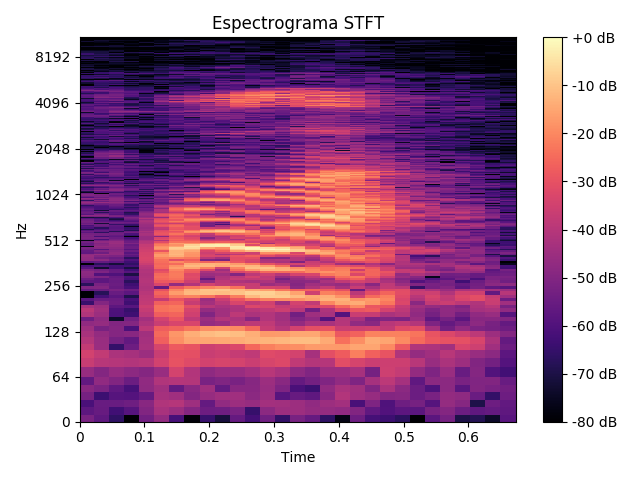 Espectrograma STFT
8192
4096
2048
1024
512
256
128
64
0
Hz
0
0.1
0.2
0.3
0.4
0.5
0.6
Time
+0 dB
-10 dB
-20 dB
-30 dB
-40 dB
-50 dB
-60 dB
-70 dB
-80 dB